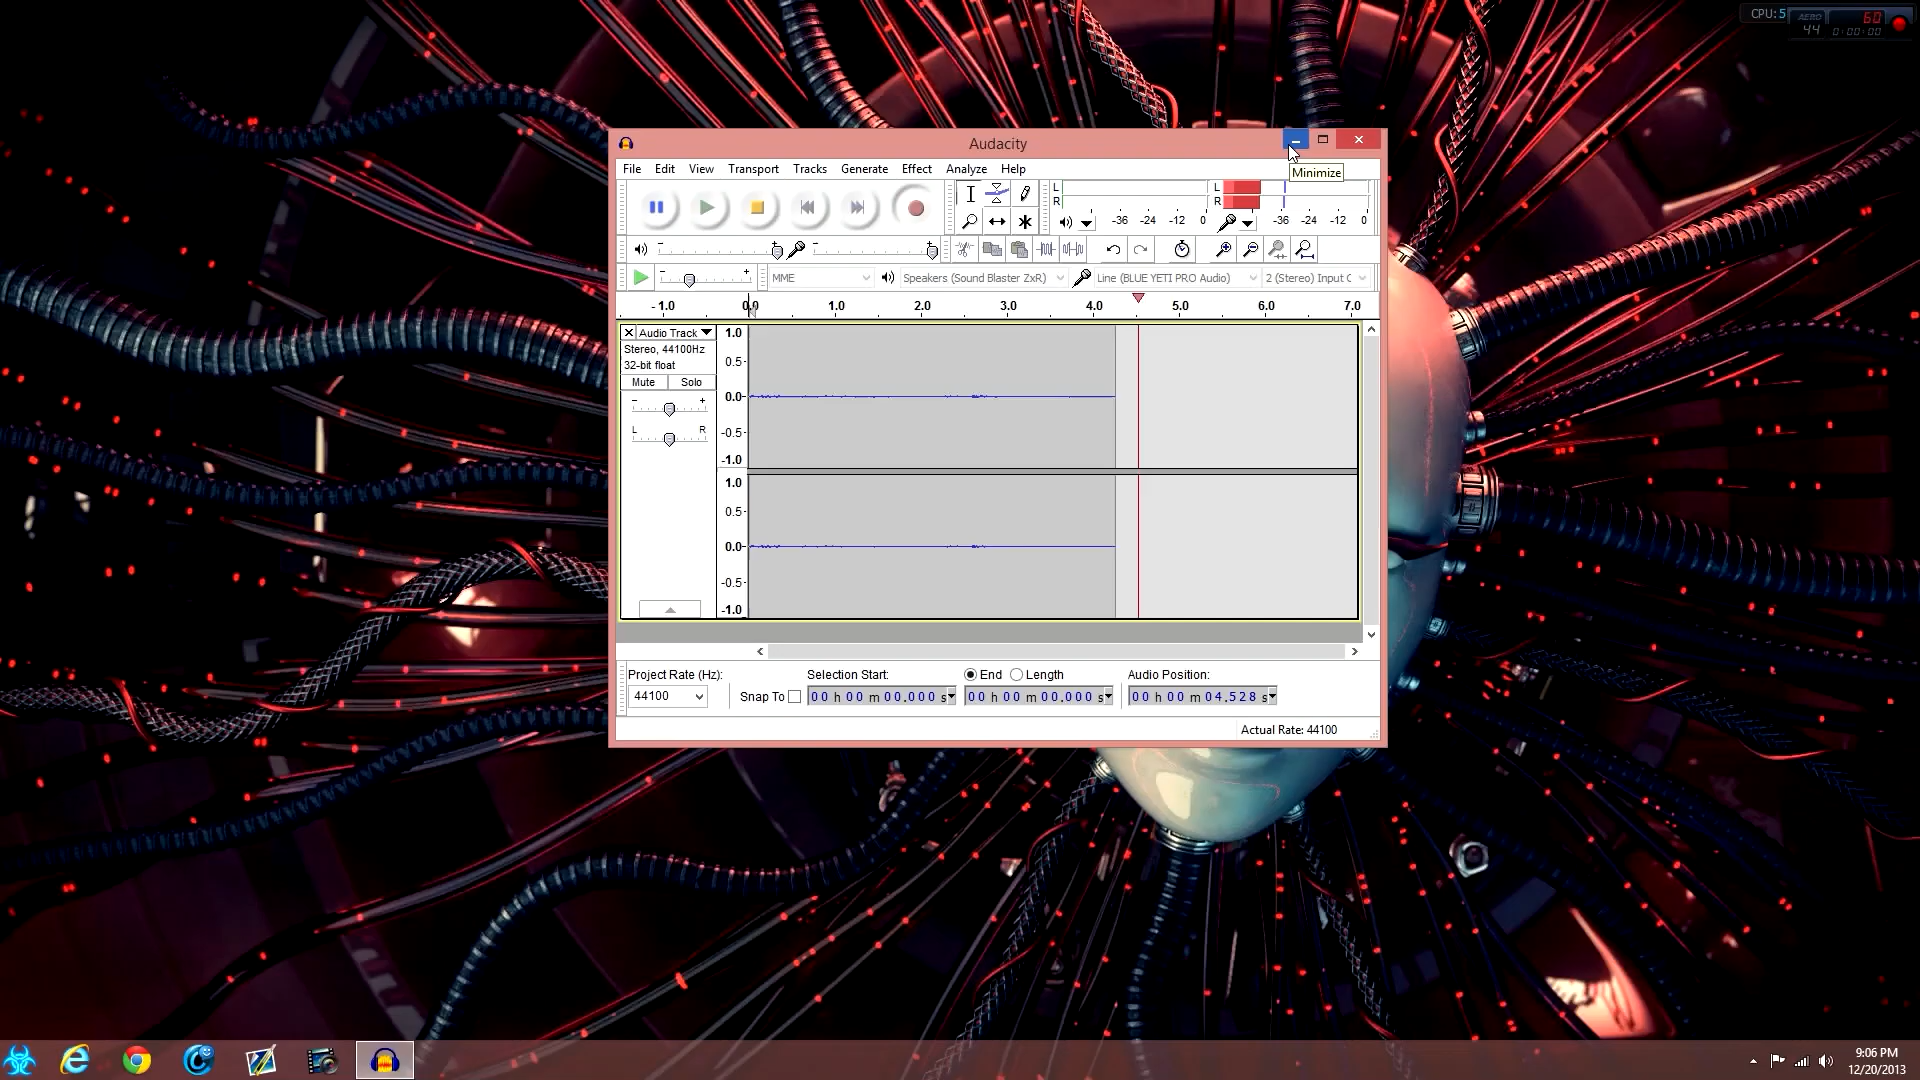 CPU: 5
AERO 60
44 0:00:00
Audacity
Minimize
File Edit View Transport Tracks Generate Effect Analyze Help
L L
R R
-36 -24 -12 0 -36 -24 -12 0
MME Speakers (Sound Blaster ZxR) Line (BLUE YETI PRO Audio) 2 (Stereo) Input C
-1.0 0.0 1.0 2.0 3.0 4.0 5.0 6.0 7.0
Audio Track 1.0
Stereo, 44100Hz
32-bit float 0.5
Mute Solo
- + 0.0
L R -0.5
-1.0
1.0
0.5
0.0
-0.5
-1.0
Project Rate (Hz): Selection Start: End Length Audio Position:
44100 Snap To 00 h 00 m 00.000 s 00 h 00 m 00.000 s 00 h 00 m 04.528 s
Actual Rate: 44100
9:06 PM
12/20/2013